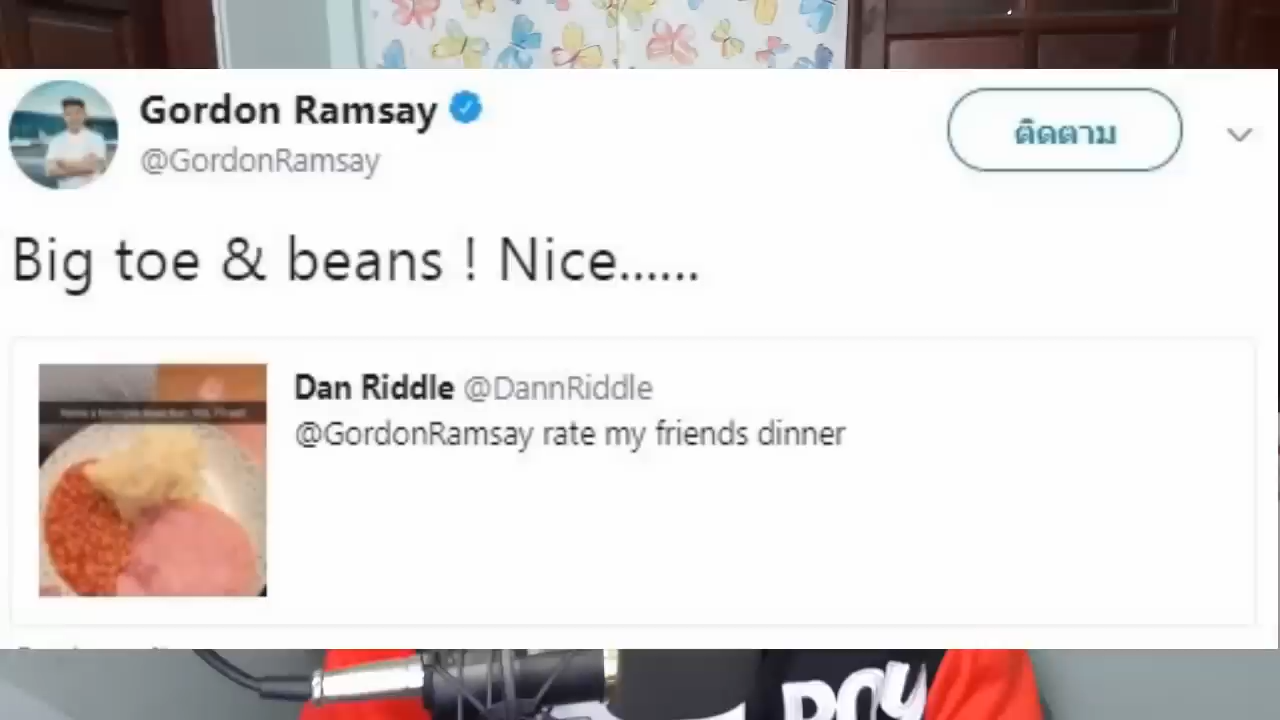 Gordon Ramsay
@GordonRamsay
ติดตาม
Big toe & beans ! Nice......
Dan Riddle @DannRiddle
@GordonRamsay rate my friends dinner